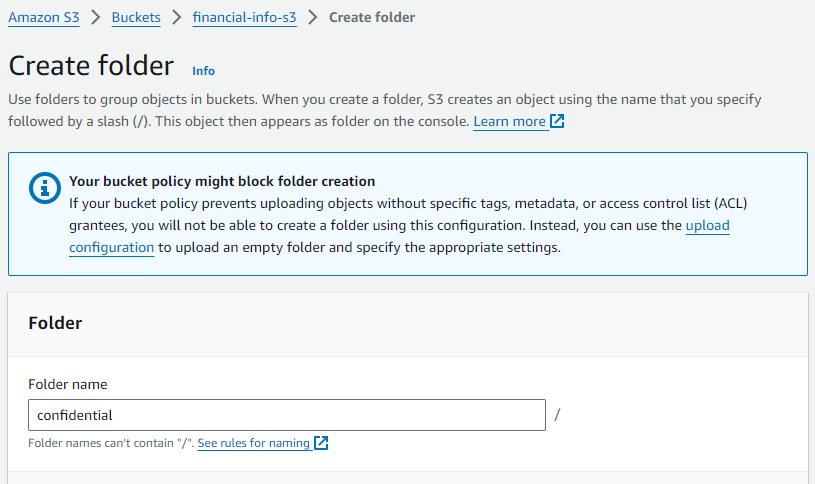 Amazon S3 > Buckets > financial-info-s3 > Create folder
Create folder Info
Use folders to group objects in buckets. When you create a folder, S3 creates an object using the name that you specify
followed by a slash (/). This object then appears as folder on the console. Learn more
Your bucket policy might block folder creation
If your bucket policy prevents uploading objects without specific tags, metadata, or access control list (ACL)
grantees, you will not be able to create a folder using this configuration. Instead, you can use the upload
configuration to upload an empty folder and specify the appropriate settings.
Folder
Folder name
confidential /
Folder names can't contain "/". See rules for naming